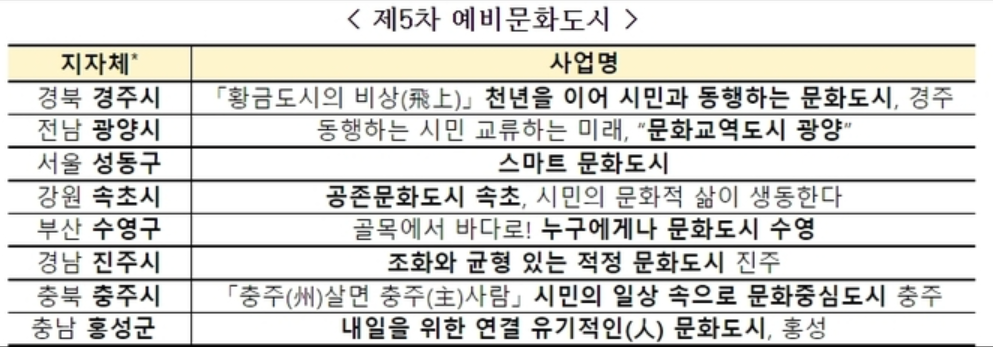 < 제5차 예비문화도시 >
지자체* 사업명
경북 경주시 「황금도시의 비상(飛上)」 천년을 이어 시민과 동행하는 문화도시, 경주
전남 광양시 동행하는 시민 교류하는 미래, “문화교역도시 광양”
서울 성동구 스마트 문화도시
강원 속초시 공존문화도시 속초, 시민의 문화적 삶이 생동한다
부산 수영구 골목에서 바다로! 누구에게나 문화도시 수영
경남 진주시 조화와 균형 있는 적정 문화도시 진주
충북 충주시 「충주(州)살면 충주(主)사람」 시민의 일상 속으로 문화중심도시 충주
충남 홍성군 내일을 위한 연결 유기적인(人) 문화도시, 홍성